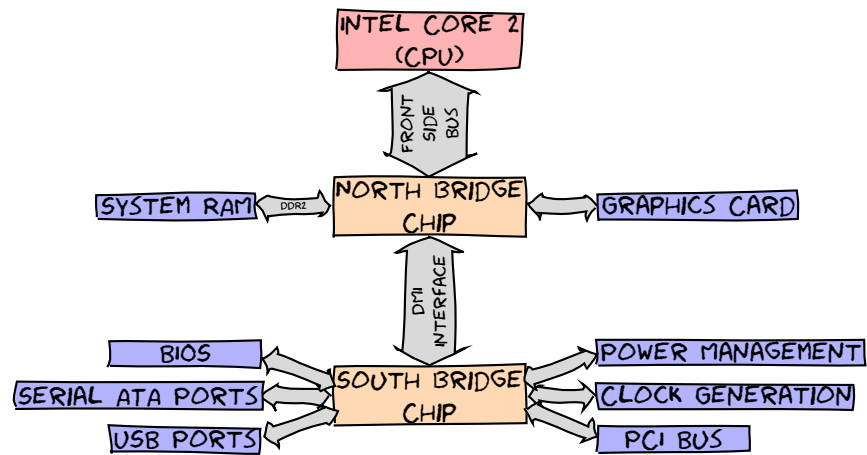 INTEL CORE 2
(CPU)
FRONT
SIDE
BUS
SYSTEM RAM
DDR2
NORTH BRIDGE
CHIP
GRAPHICS CARD
DMI
INTERFACE
BIOS
POWER MANAGEMENT
SERIAL ATA PORTS
SOUTH BRIDGE
CHIP
CLOCK GENERATION
USB PORTS
PCI BUS